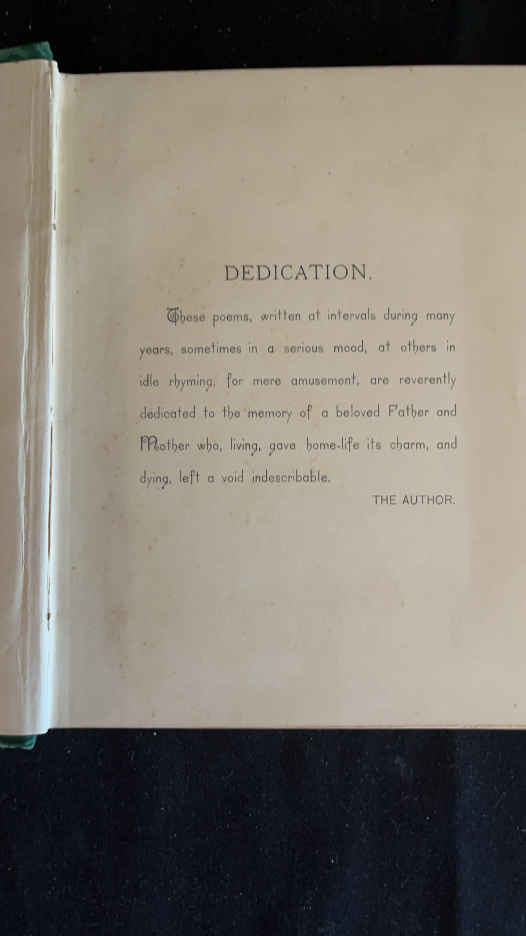 DEDICATION.
These poems, written at intervals during many
years, sometimes in a serious mood, at others in
idle rhyming, for mere amusement, are reverently
dedicated to the memory of a beloved Father and
Mother who, living, gave home-life its charm, and
dying, left a void indescribable.
THE AUTHOR.